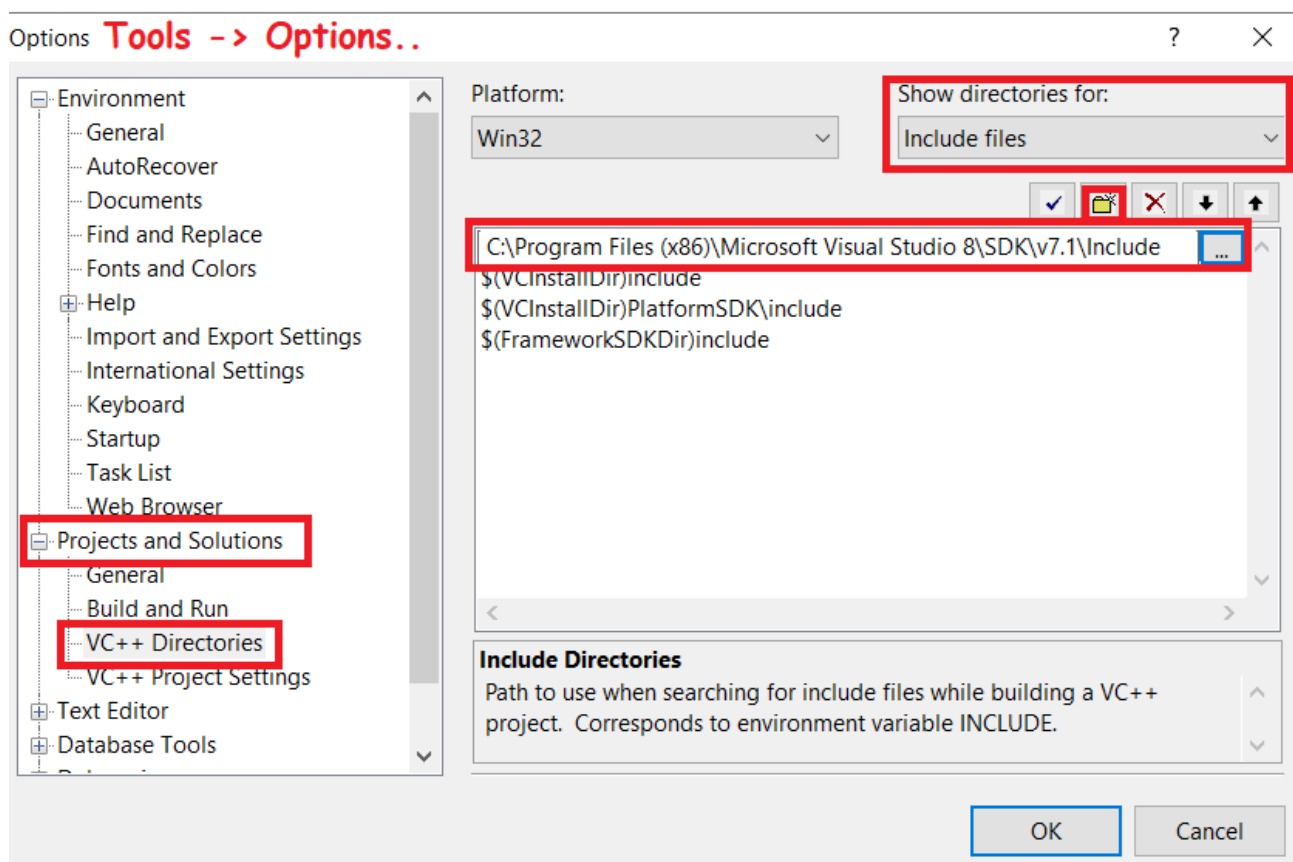 Options Tools -> Options..
?
Environment
General
AutoRecover
Documents
Find and Replace
Fonts and Colors
Help
Import and Export Settings
International Settings
Keyboard
Startup
Task List
Web Browser
Projects and Solutions
General
Build and Run
VC++ Directories
VC++ Project Settings
Text Editor
Database Tools
Platform:
Win32
Show directories for:
Include files
C:\Program Files (x86)\Microsoft Visual Studio 8\SDK\v7.1\Include ...
$(VCInstallDir)include
$(VCInstallDir)PlatformSDK\include
$(FrameworkSDKDir)include
Include Directories
Path to use when searching for include files while building a VC++
project. Corresponds to environment variable INCLUDE.
OK
Cancel